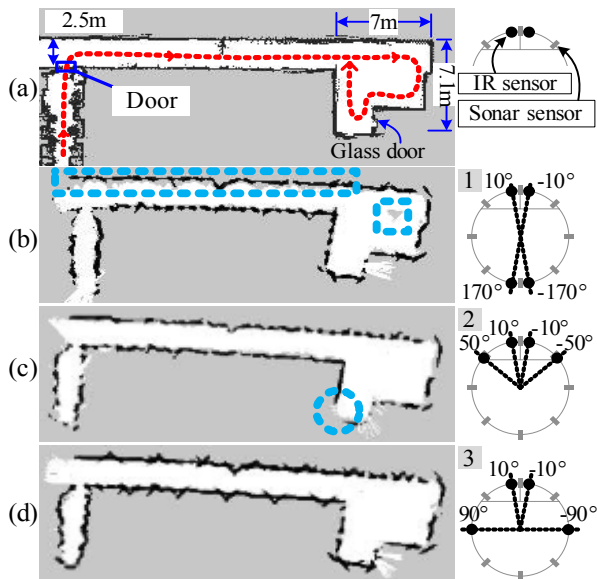 2.5m
7m
(a)
Door
7.1m
Glass door
IR sensor
Sonar sensor
(b)
1
10°
-10°
170°
-170°
(c)
2
10°
-10°
50°
-50°
(d)
3
10°
-10°
90°
-90°